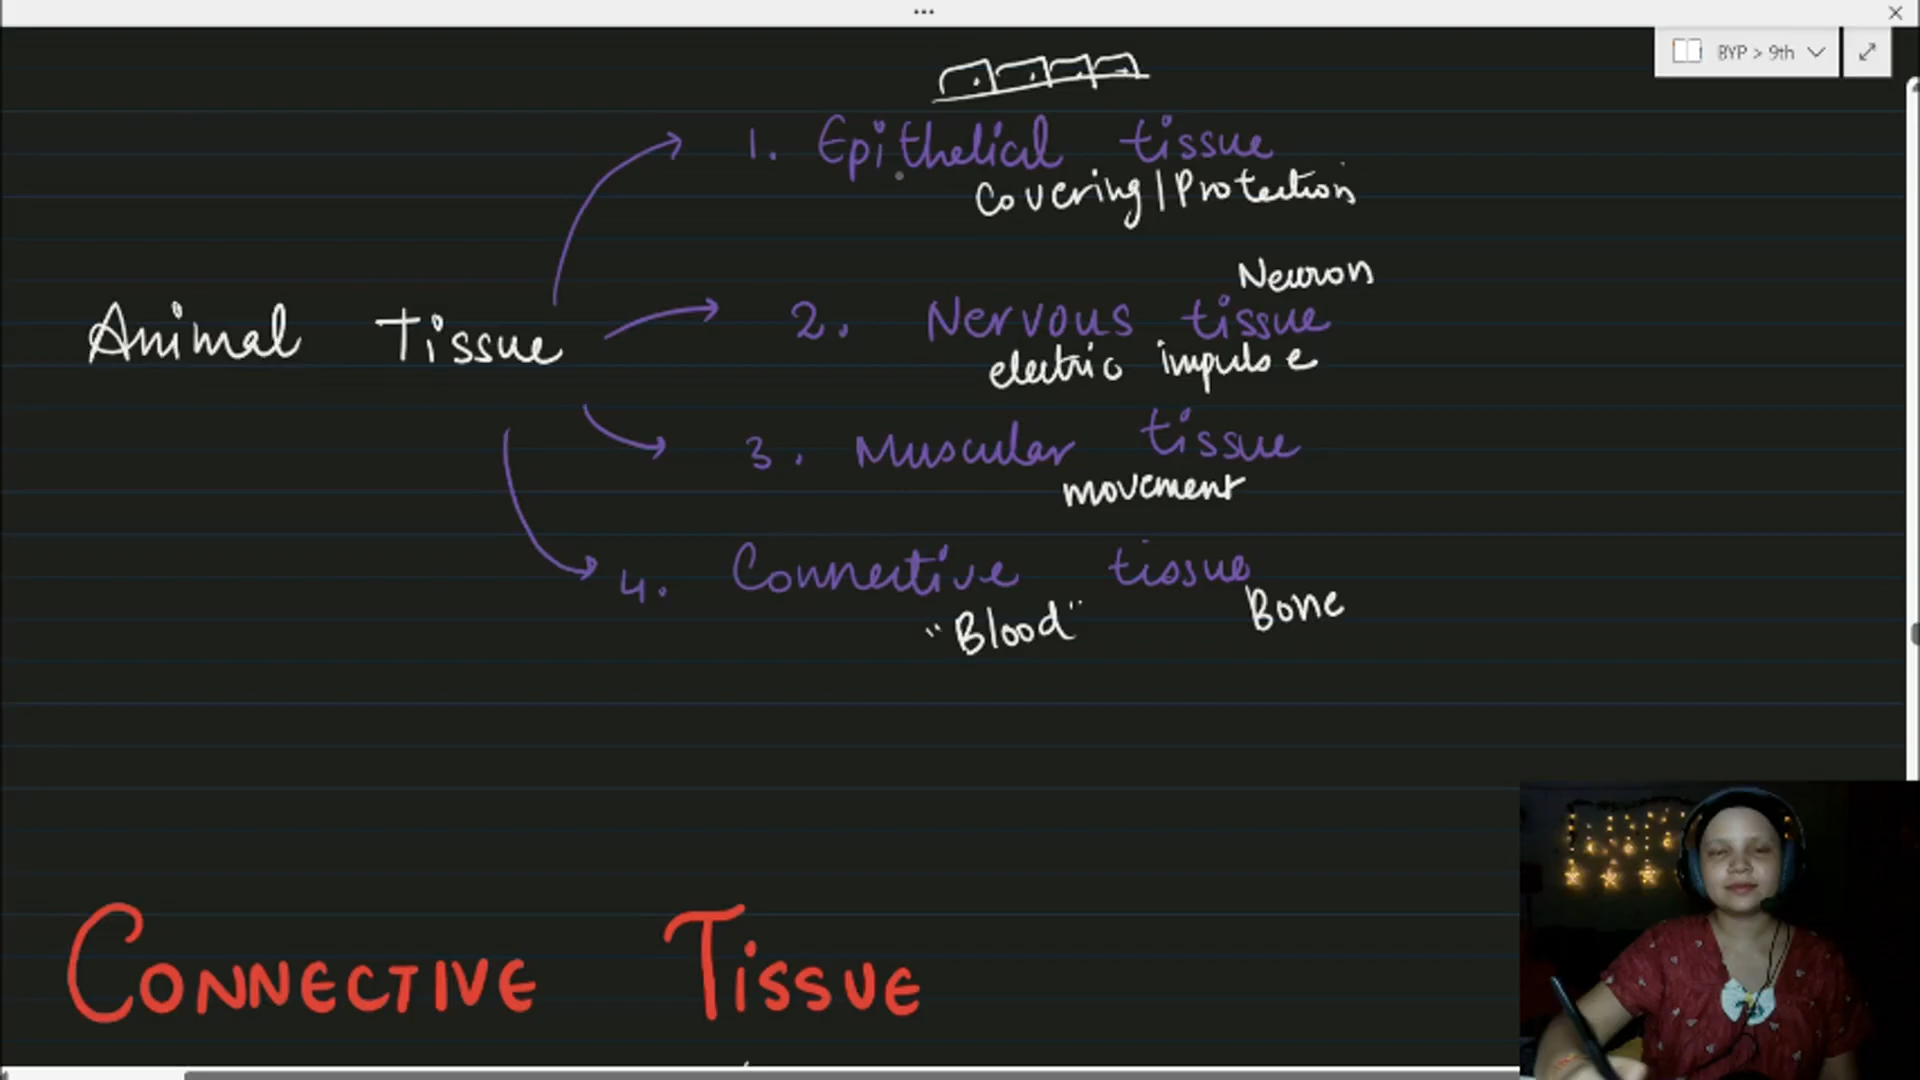 BYP > 9th
1. Epithelial tissue
Covering | Protection
Neuron
Animal Tissue
2. Nervous tissue
electric impulse
3. Muscular tissue
movement
4. Connective tissue
"Blood"
Bone
CONNECTIVE TISSUE